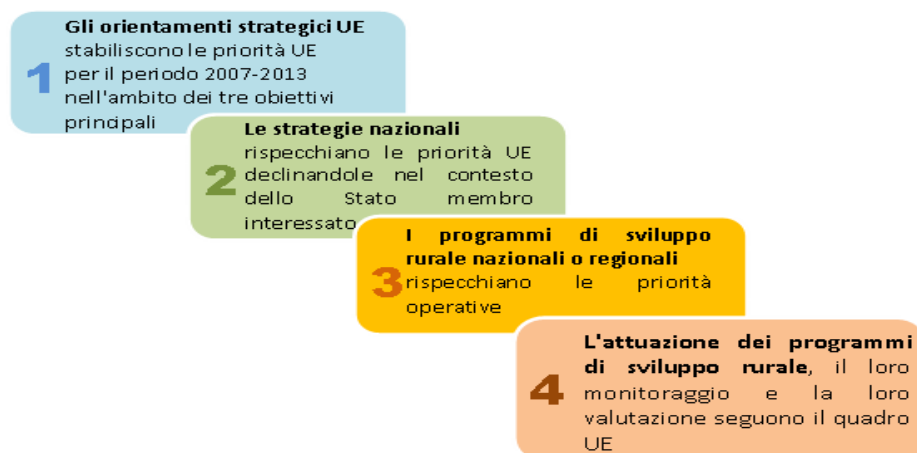 Gli orientamenti strategici UE
stabiliscono le priorità UE
per il periodo 2007-2013
nell'ambito dei tre obiettivi
principali
1
Le strategie nazionali
rispecchiano le priorità UE
declinandole nel contesto
dello Stato membro
interessato
2
I programmi di sviluppo
rurale nazionali o regionali
rispecchiano le priorità
operative
3
L'attuazione dei programmi
di sviluppo rurale, il loro
monitoraggio e la loro
valutazione seguono il quadro
UE
4